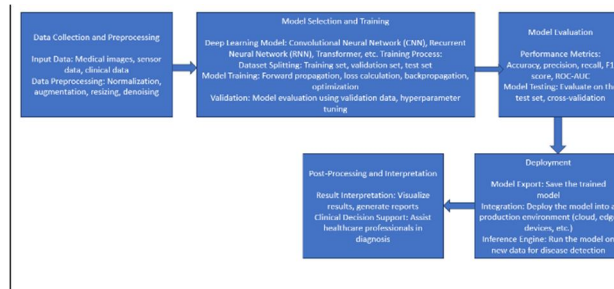 Data Collection and Preprocessing
Input Data: Medical images, sensor
data, clinical data
Data Preprocessing: Normalization,
augmentation, resizing, denoising
Model Selection and Training
Deep Learning Model: Convolutional Neural Network (CNN), Recurrent
Neural Network (RNN), Transformer, etc. Training Process:
Dataset Splitting: Training set, validation set, test set
Model Training: Forward propagation, loss calculation, backpropagation,
optimization
Validation: Model evaluation using validation data, hyperparameter
tuning
Model Evaluation
Performance Metrics:
Accuracy, precision, recall, F1
score, ROC-AUC
Model Testing: Evaluate on th
test set, cross-validation
Deployment
Model Export: Save the trained
model
Integration: Deploy the model into a
production environment (cloud, edge
devices, etc.)
Inference Engine: Run the model on
new data for disease detection
Post-Processing and Interpretation
Result Interpretation: Visualize
results, generate reports
Clinical Decision Support: Assist
healthcare professionals in
diagnosis